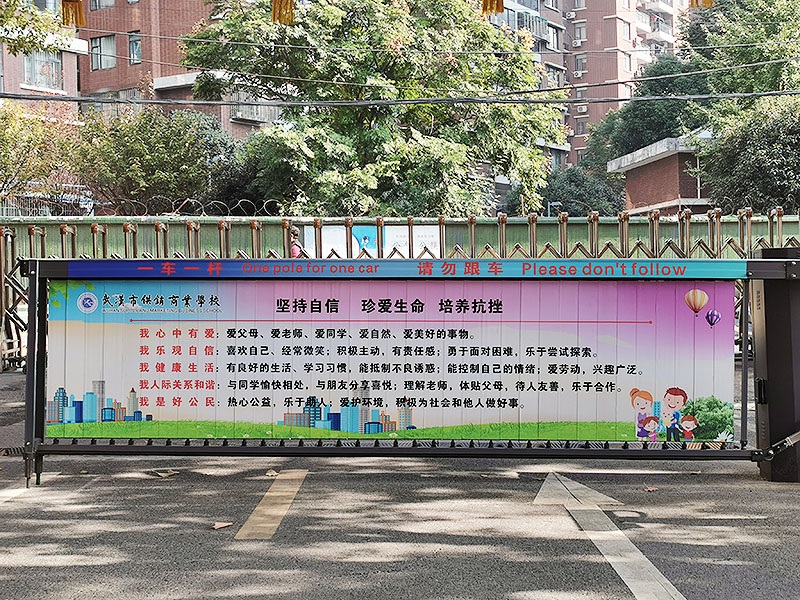 一车一杆 One pole for one car 请勿跟车 Please don't follow
武漢市供銷商業學校
坚持自信 珍爱生命 培养抗挫
我心中有爱：爱父母、爱老师、爱同学、爱自然、爱美好的事物。
我乐观自信：喜欢自己、经常微笑；积极主动，有责任感；勇于面对困难，乐于尝试探索。
我健康生活：有良好的生活、学习习惯，能抵制不良诱惑；能控制自己的情绪；爱劳动，兴趣广泛。
我人际关系和谐：与同学愉快相处，与朋友分享喜悦；理解老师，体贴父母，待人友善，乐于合作。
我是好公民：热心公益，乐于助人；爱护环境，积极为社会和他人做好事。